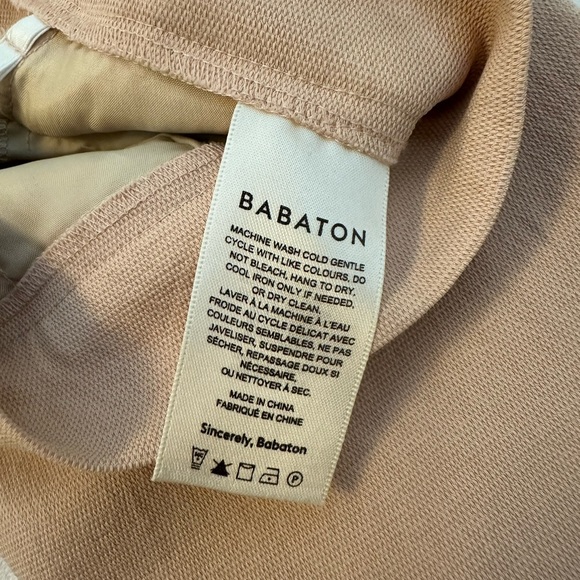 BABATON
MACHINE WASH COLD GENTLE
CYCLE WITH LIKE COLOURS, DO
NOT BLEACH, HANG TO DRY,
COOL IRON ONLY IF NEEDED,
OR DRY CLEAN.
LAVER À LA MACHINE À L'EAU
FROIDE AU CYCLE DÉLICAT AVEC
COULEURS SEMBLABLES, NE PAS
JAVELISER, SUSPENDRE POUR
SÉCHER, REPASSAGE DOUX SI
NÉCESSAIRE,
OU NETTOYER À SEC.
MADE IN CHINA
FABRIQUÉ EN CHINE
Sincerely, Babaton
P